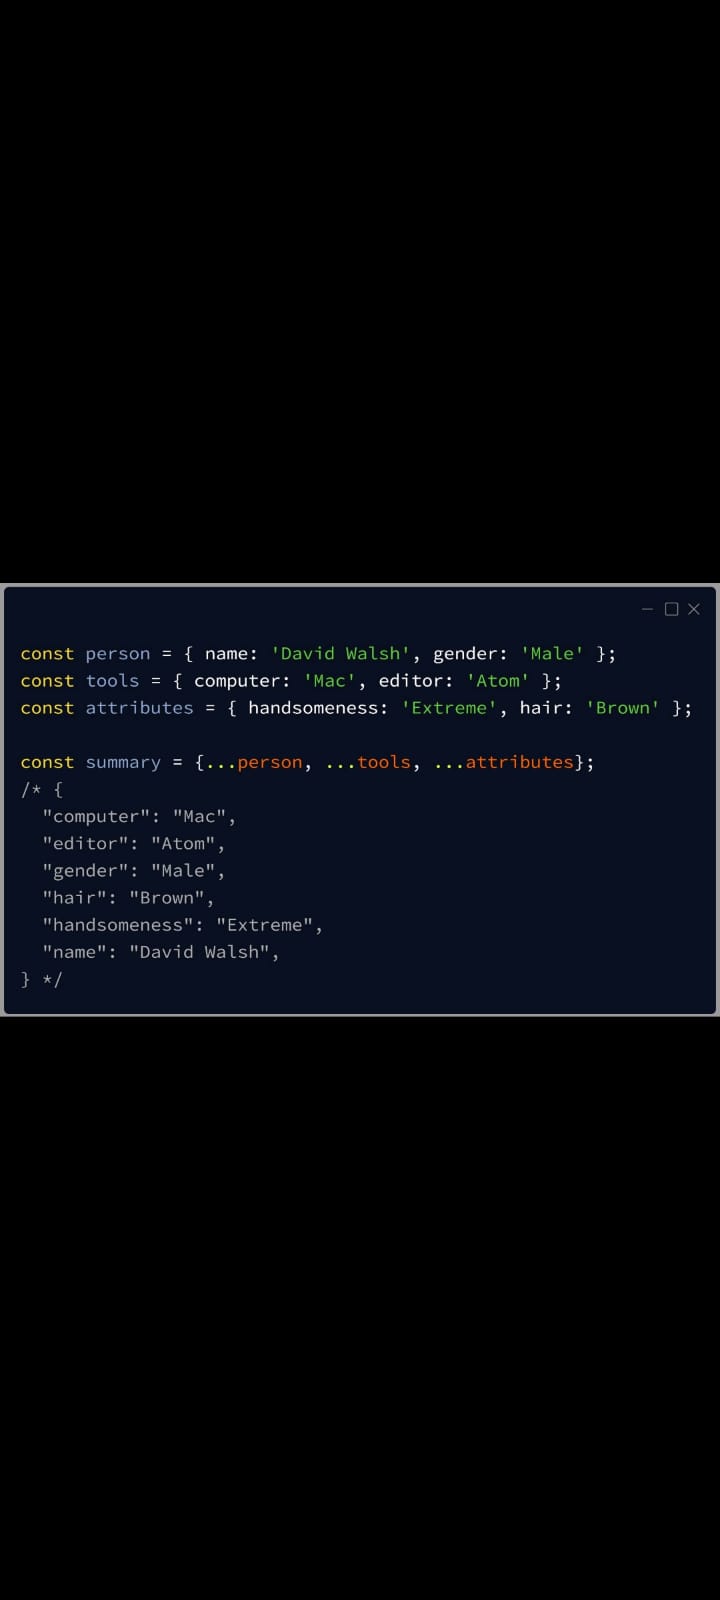 const person = { name: 'David Walsh', gender: 'Male' };
const tools = { computer: 'Mac', editor: 'Atom' };
const attributes = { handsomeness: 'Extreme', hair: 'Brown' };
const summary = {...person, ...tools, ...attributes};
/* {
  "computer": "Mac",
  "editor": "Atom",
  "gender": "Male",
  "hair": "Brown",
  "handsomeness": "Extreme",
  "name": "David Walsh",
} */